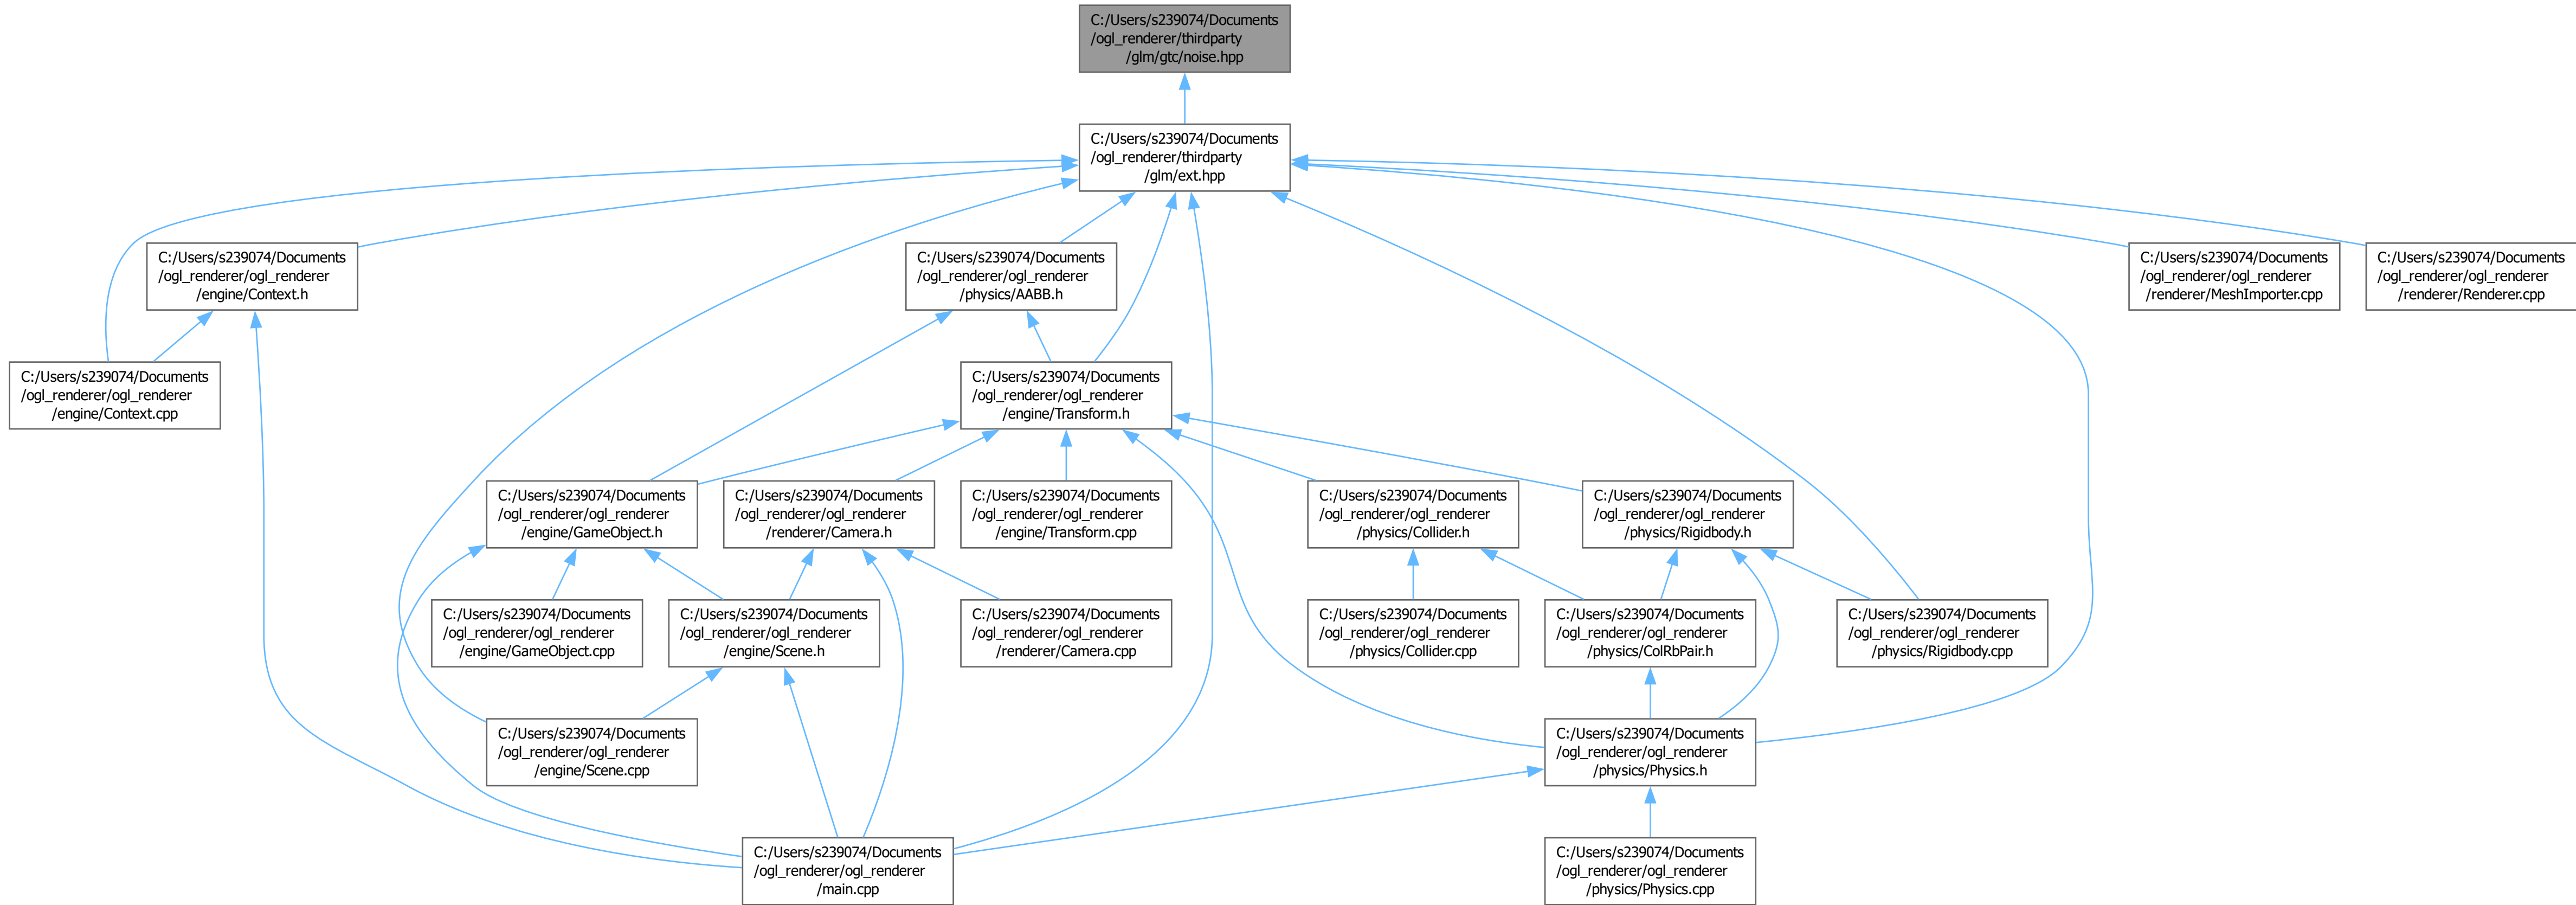 C:/Users/s239074/Documents
/ogl_renderer/thirdparty
/glm/gtc/noise.hpp
C:/Users/s239074/Documents
/ogl_renderer/thirdparty
/glm/ext.hpp
C:/Users/s239074/Documents
/ogl_renderer/ogl_renderer
/engine/Context.h
C:/Users/s239074/Documents
/ogl_renderer/ogl_renderer
/physics/AABB.h
C:/Users/s239074/Documents
/ogl_renderer/ogl_renderer
/renderer/MeshImporter.cpp
C:/Users/s239074/Documents
/ogl_renderer/ogl_renderer
/renderer/Renderer.cpp
C:/Users/s239074/Documents
/ogl_renderer/ogl_renderer
/engine/Context.cpp
C:/Users/s239074/Documents
/ogl_renderer/ogl_renderer
/engine/Transform.h
C:/Users/s239074/Documents
/ogl_renderer/ogl_renderer
/engine/GameObject.h
C:/Users/s239074/Documents
/ogl_renderer/ogl_renderer
/renderer/Camera.h
C:/Users/s239074/Documents
/ogl_renderer/ogl_renderer
/engine/Transform.cpp
C:/Users/s239074/Documents
/ogl_renderer/ogl_renderer
/physics/Collider.h
C:/Users/s239074/Documents
/ogl_renderer/ogl_renderer
/physics/Rigidbody.h
C:/Users/s239074/Documents
/ogl_renderer/ogl_renderer
/engine/GameObject.cpp
C:/Users/s239074/Documents
/ogl_renderer/ogl_renderer
/engine/Scene.h
C:/Users/s239074/Documents
/ogl_renderer/ogl_renderer
/renderer/Camera.cpp
C:/Users/s239074/Documents
/ogl_renderer/ogl_renderer
/physics/Collider.cpp
C:/Users/s239074/Documents
/ogl_renderer/ogl_renderer
/physics/ColRbPair.h
C:/Users/s239074/Documents
/ogl_renderer/ogl_renderer
/physics/Rigidbody.cpp
C:/Users/s239074/Documents
/ogl_renderer/ogl_renderer
/engine/Scene.cpp
C:/Users/s239074/Documents
/ogl_renderer/ogl_renderer
/physics/Physics.h
C:/Users/s239074/Documents
/ogl_renderer/ogl_renderer
/main.cpp
C:/Users/s239074/Documents
/ogl_renderer/ogl_renderer
/physics/Physics.cpp